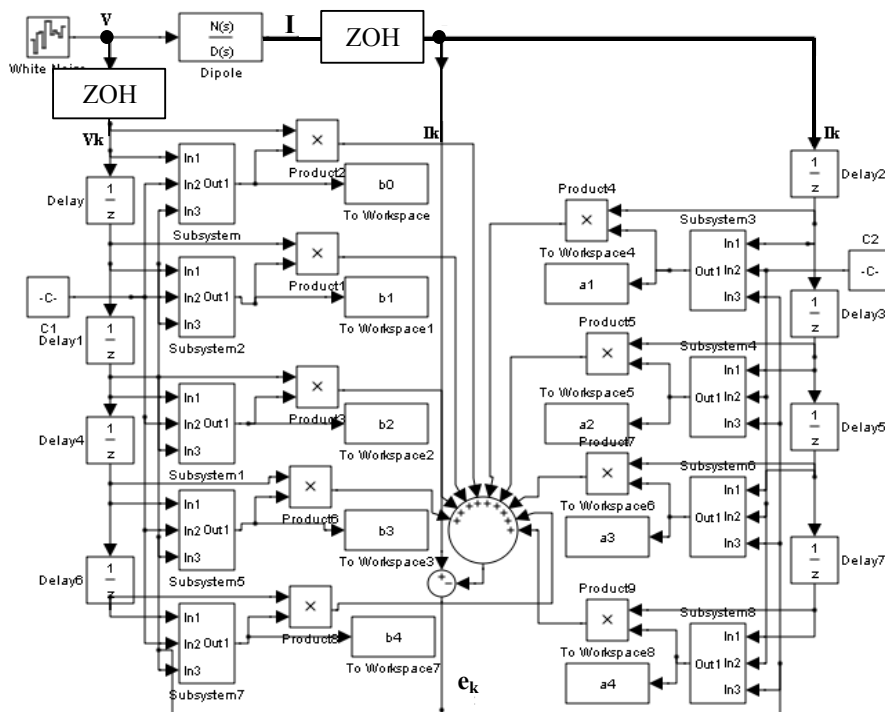 V
N(s)
D(s)
Dipole
I
ZOH
White Noise
ZOH
Vk
Ik
Ik
In1
In2
In3
Out1
Subsystem
×
Product2
b0
To Workspace
Delay
1
z
1
z
Delay2
Product4
×
To Workspace4
a1
Subsystem3
In1
Out1
In2
In3
C2
-C-
In1
In2
In3
Out1
Subsystem2
×
Product1
b1
To Workspace1
-C-
C1
Delay1
1
z
1
z
Delay3
Product5
×
To Workspace5
a2
Subsystem4
In1
Out1
In2
In3
In1
In2
In3
Out1
Subsystem1
×
Product3
b2
To Workspace2
Delay4
1
z
1
z
Delay5
Product7
×
To Workspace6
a3
Subsystem6
In1
Out1
In2
In3
In1
In2
In3
Out1
Subsystem5
×
Product6
b3
To Workspace3
+
+
+
+
+
+
+
+
+
+
-
Delay6
1
z
1
z
Delay7
Product9
×
To Workspace8
a4
Subsystem8
In1
Out1
In2
In3
In1
In2
In3
Out1
Subsystem7
×
Product8
b4
To Workspace7
ek